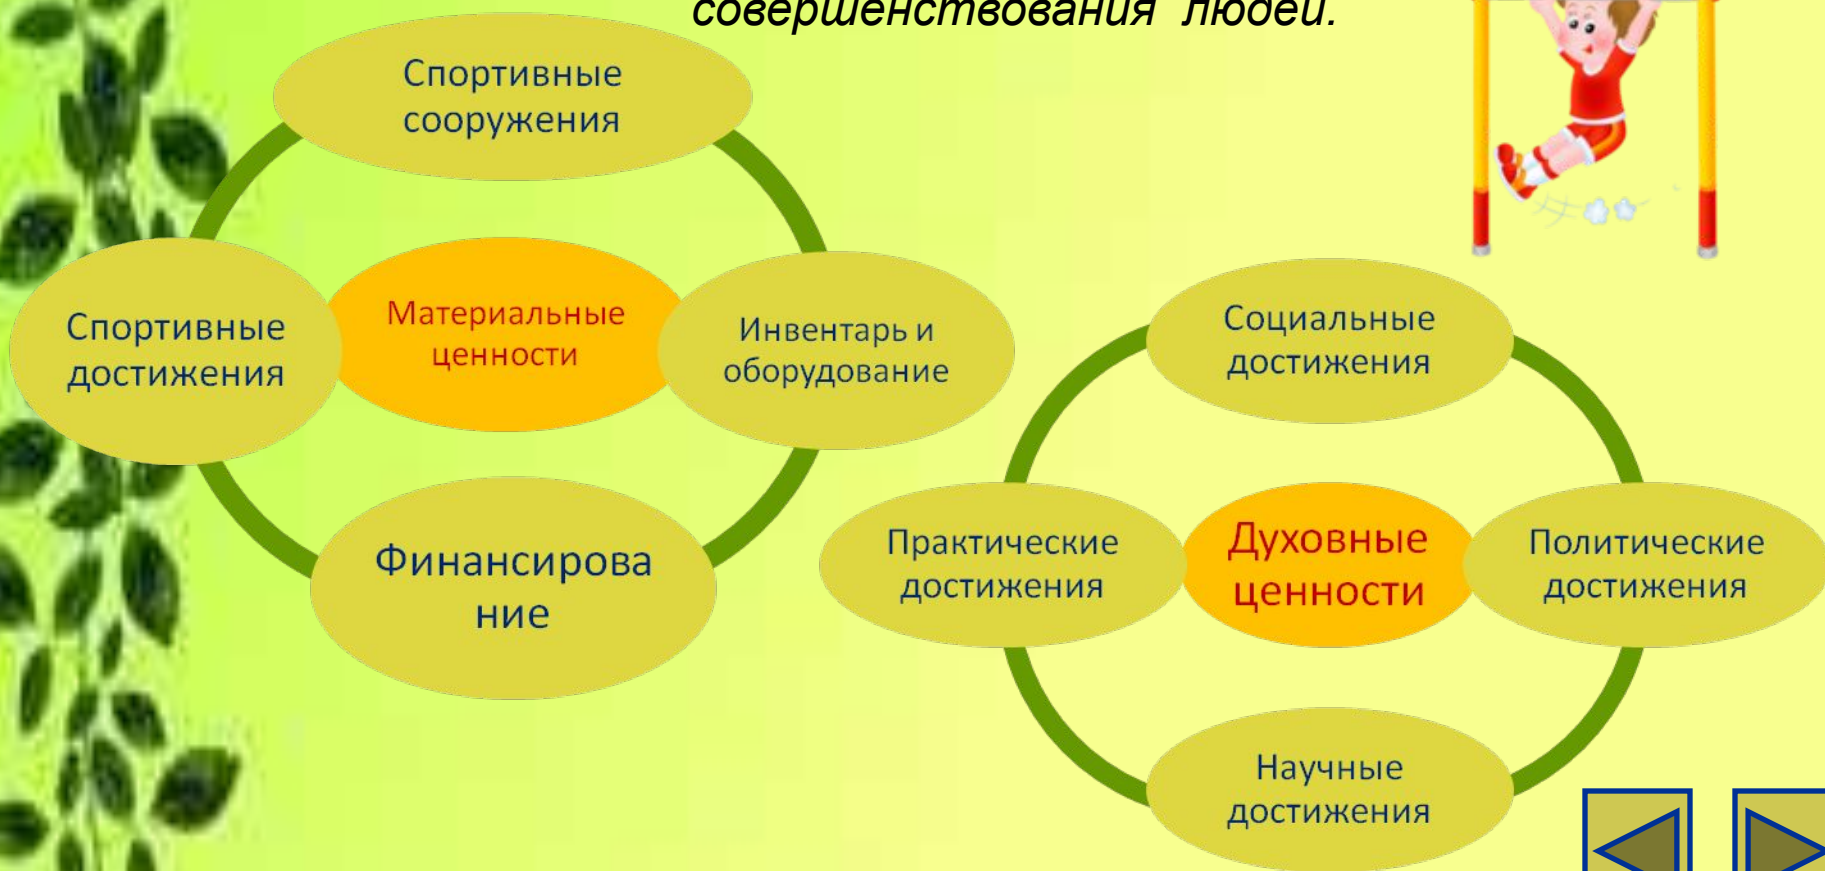 совершенствования людей.
Спортивные
сооружения
Спортивные
достижения
Материальные
ценности
Инвентарь и
оборудование
Финансирова
ние
Социальные
достижения
Практические
достижения
Духовные
ценности
Политические
достижения
Научные
достижения